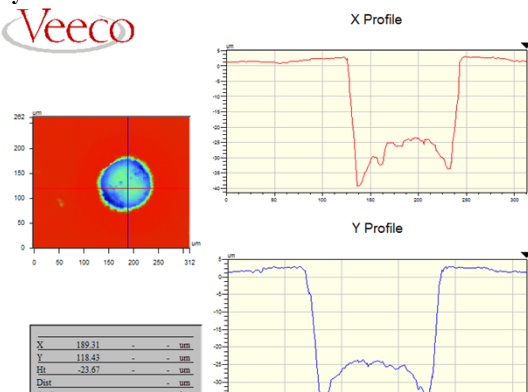 Veeco
X Profile
um
5
-5
-10
-15
-20
-25
-30
-35
-40
0 50 100 150 200 250 300
um
262
200
150
100
50
0
um
0 50 100 150 200 250 312
Y Profile
um
5
-5
-10
-15
-20
-25
-30
X 189.31 - - um
Y 118.43 - - um
Ht -23.67 - - um
Dist - um